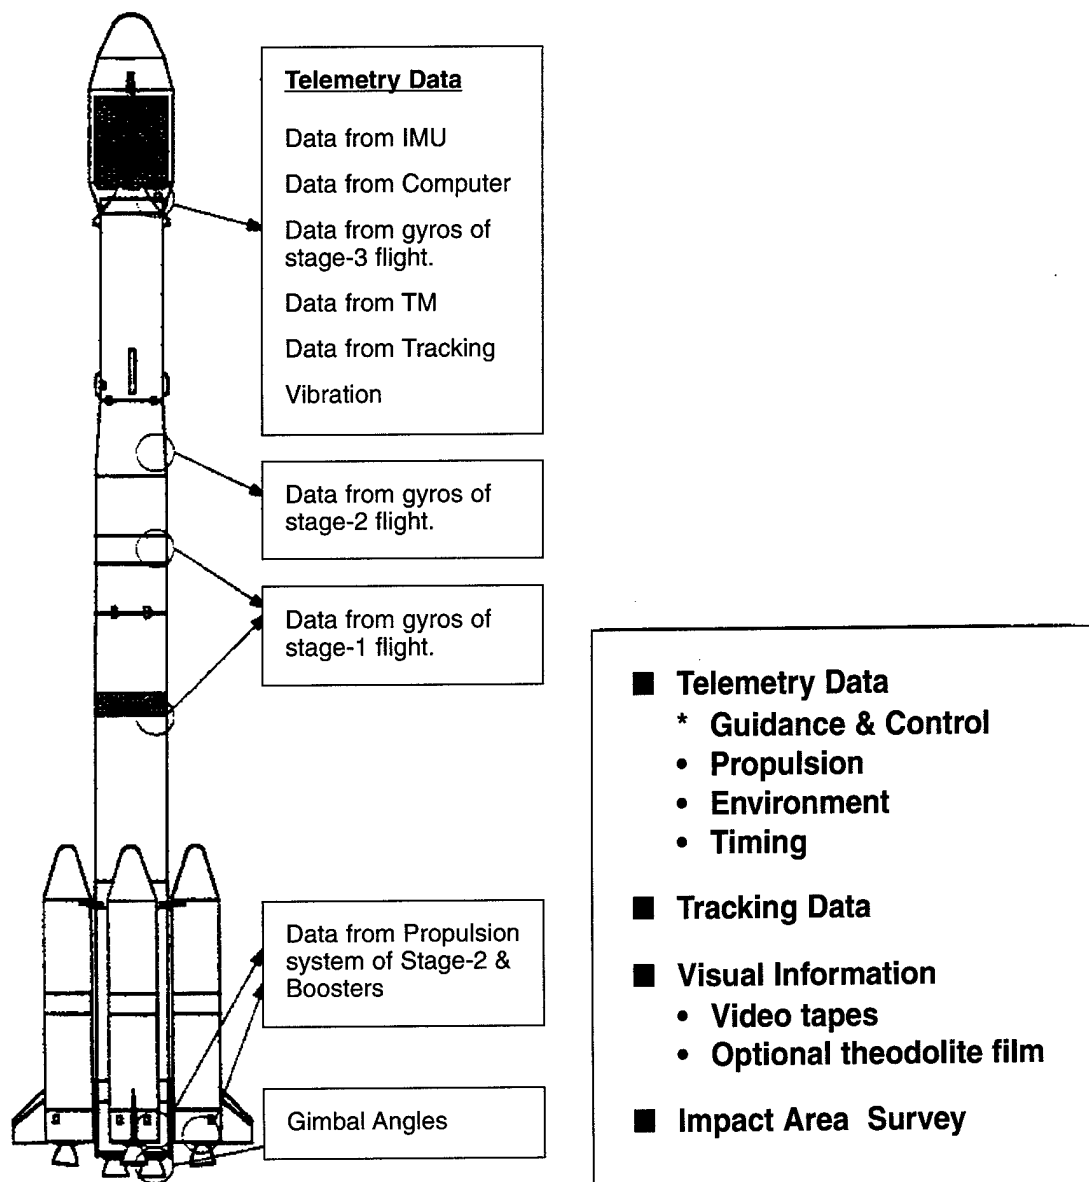 Telemetry Data
Data from IMU
Data from Computer
Data from gyros of
stage-3 flight.
Data from TM
Data from Tracking
Vibration
Data from gyros of
stage-2 flight.
Data from gyros of
stage-1 flight.
Data from Propulsion
system of Stage-2 &
Boosters
Gimbal Angles
■ Telemetry Data
* Guidance & Control
• Propulsion
• Environment
• Timing
■ Tracking Data
■ Visual Information
• Video tapes
• Optional theodolite film
■ Impact Area Survey